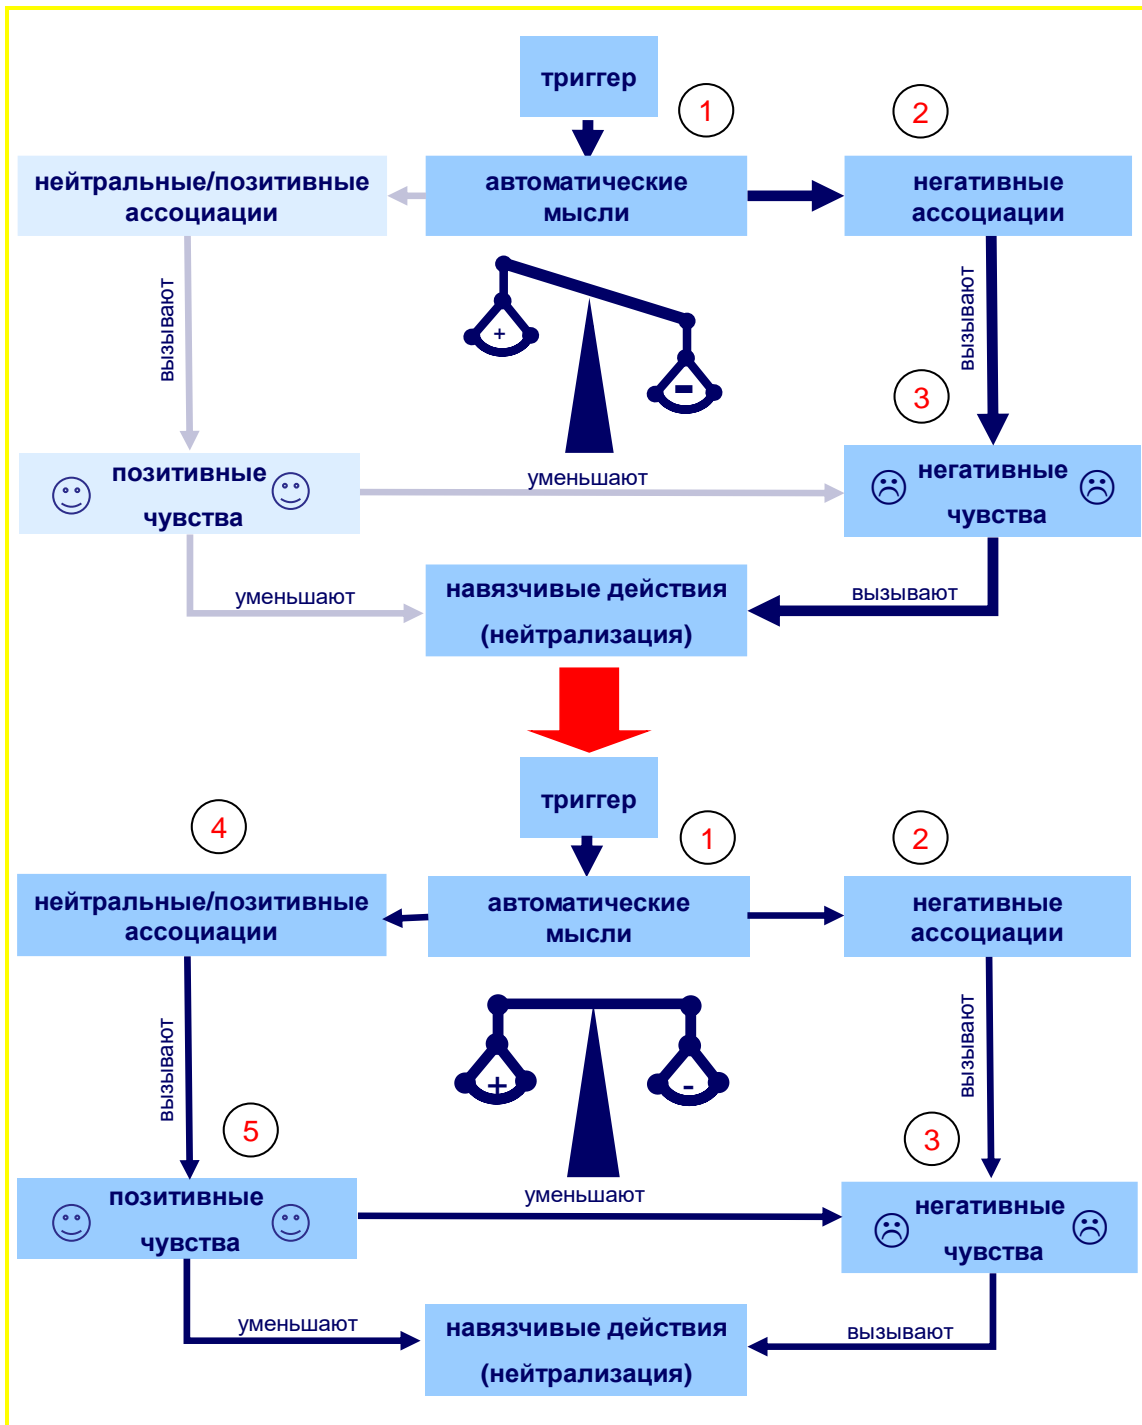 триггер
1
2
нейтральные/позитивные
ассоциации
автоматические
мысли
негативные
ассоциации
вызывают
вызывают
+
-
3
позитивные
чувства
уменьшают
негативные
чувства
уменьшают
навязчивые действия
(нейтрализация)
вызывают
триггер
4
1
2
нейтральные/позитивные
ассоциации
автоматические
мысли
негативные
ассоциации
вызывают
вызывают
+
-
5
3
позитивные
чувства
уменьшают
негативные
чувства
уменьшают
навязчивые действия
(нейтрализация)
вызывают